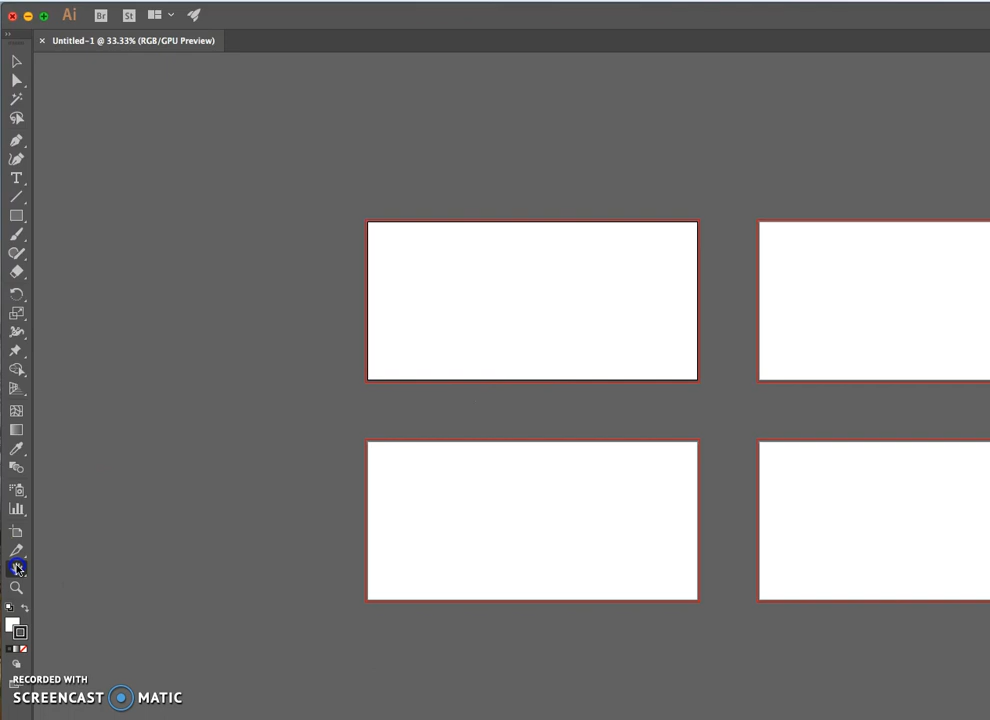 Ai Br St
× Untitled-1 @ 33.33% (RGB/GPU Preview)
T
RECORDED WITH
SCREENCAST MATIC